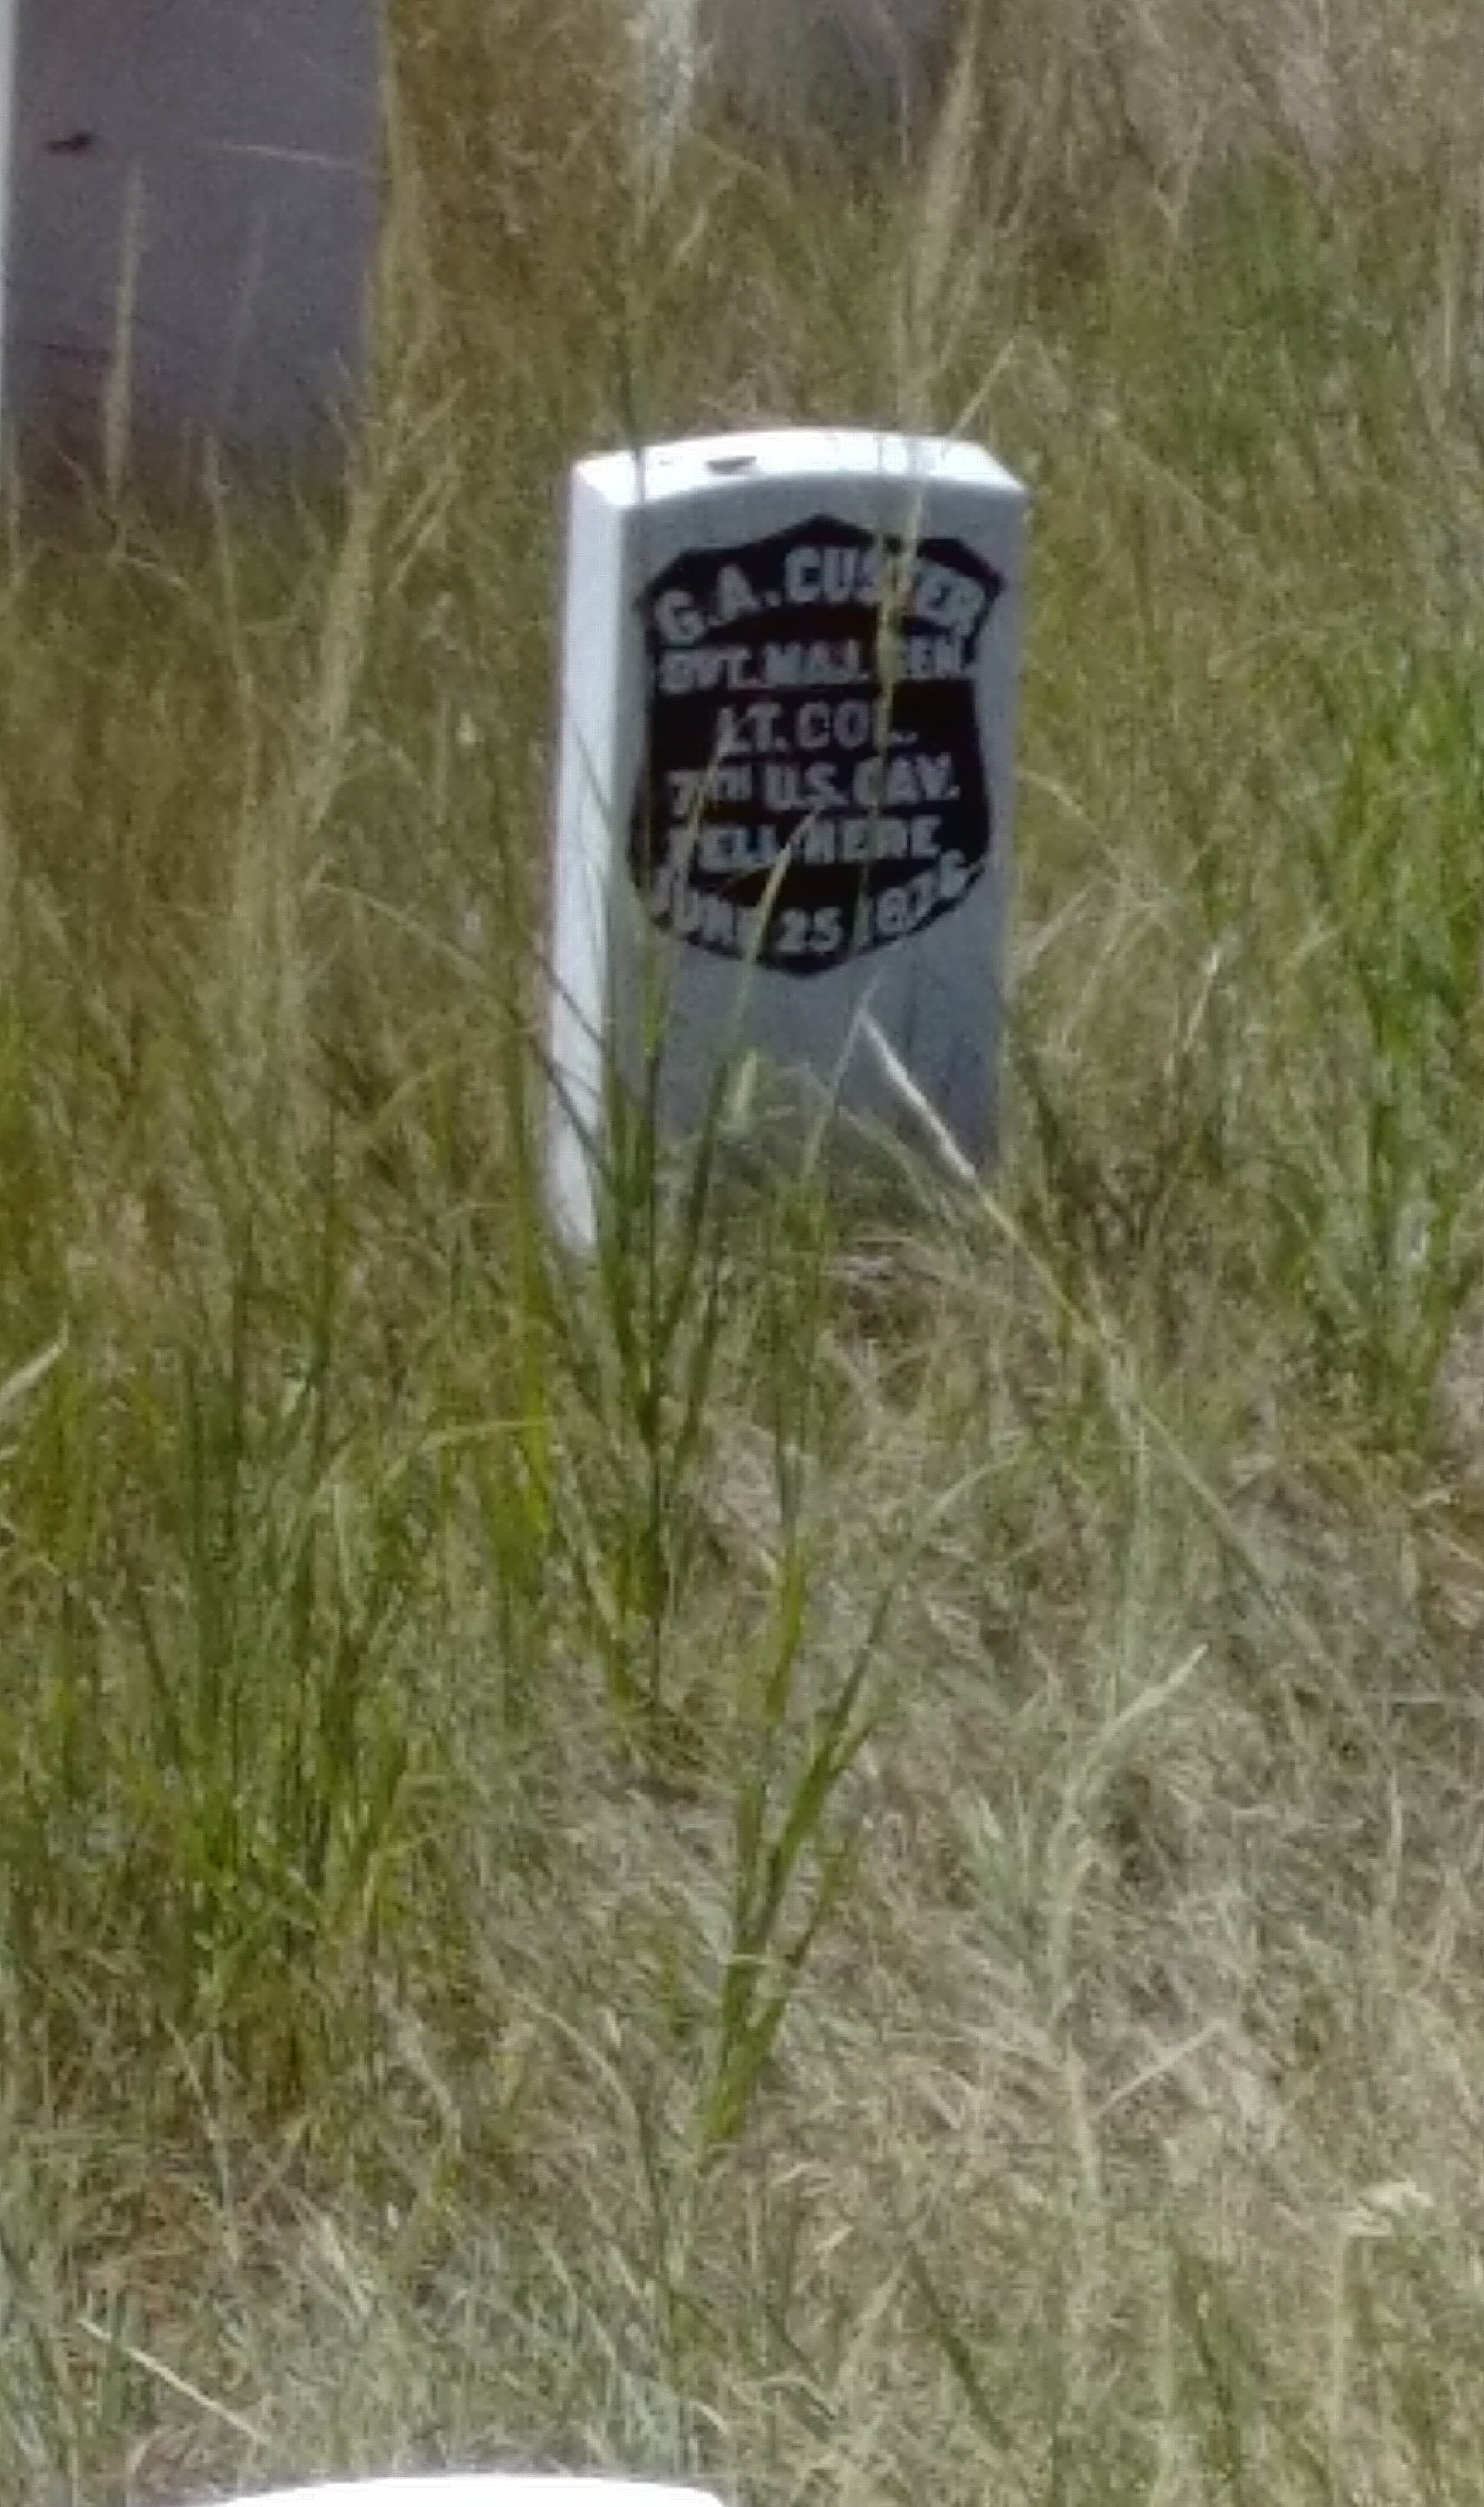 G.A. CUSTER
BVT. MAJ. GEN.
LT. COL.
7TH U.S. CAV.
FELL HERE
JUNE 25 1876